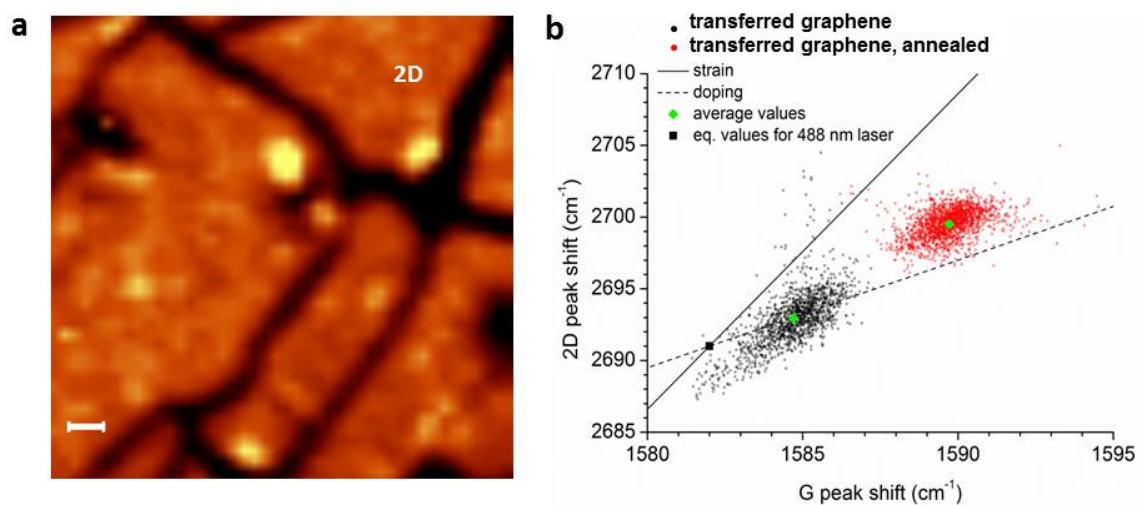 a
2D
b
transferred graphene
transferred graphene, annealed
strain
doping
average values
eq. values for 488 nm laser
2710
2705
2700
2695
2690
2685
2D peak shift (cm⁻¹)
1580
1585
1590
1595
G peak shift (cm⁻¹)